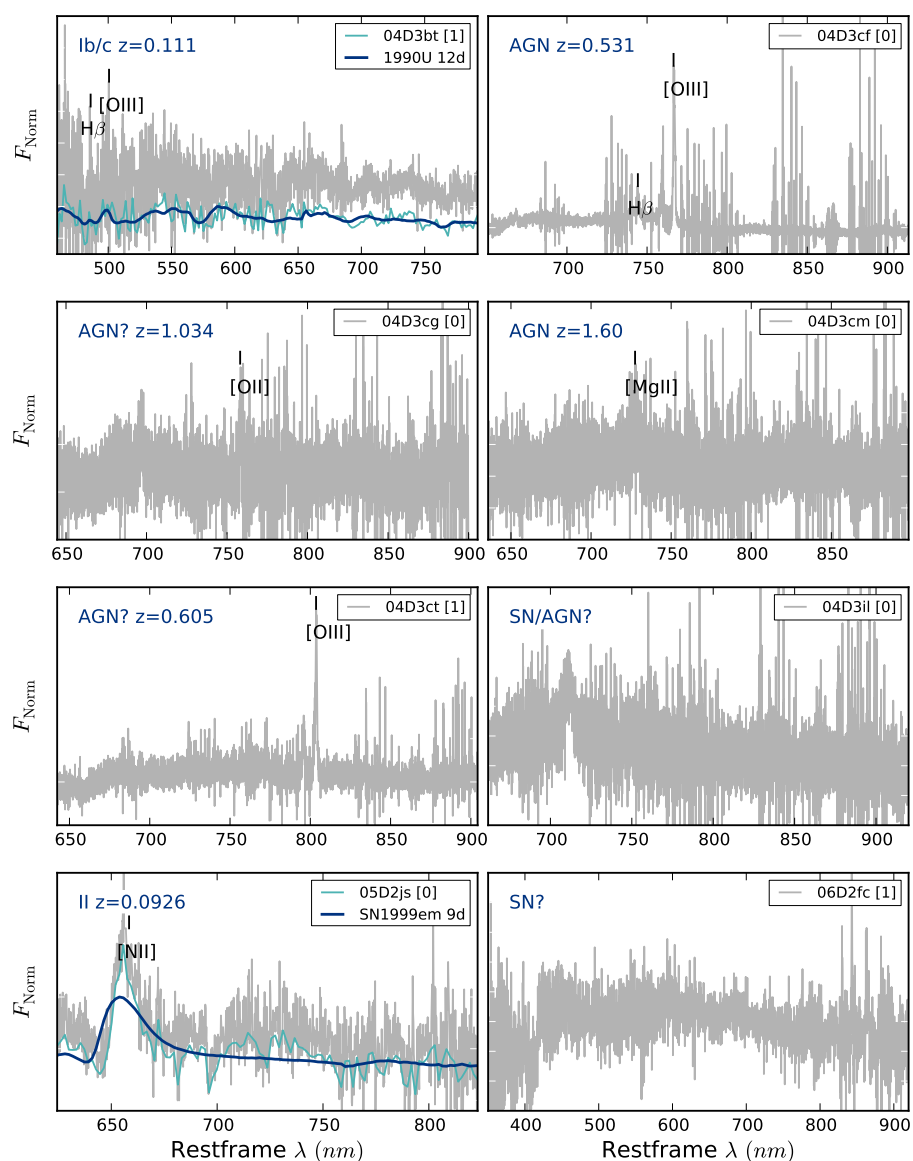 Ib/c z=0.111
04D3bt [1]
1990U 12d
[OIII]
Hβ
F_Norm
500 550 600 650 700 750
AGN z=0.531
04D3cf [0]
[OIII]
Hβ
700 750 800 850 900
AGN? z=1.034
04D3cg [0]
[OII]
F_Norm
650 700 750 800 850 900
AGN z=1.60
04D3cm [0]
[MgII]
650 700 750 800 850
AGN? z=0.605
04D3ct [1]
[OIII]
F_Norm
650 700 750 800 850 900
SN/AGN?
04D3il [0]
700 750 800 850 900
II z=0.0926
05D2js [0]
SN1999em 9d
[NII]
F_Norm
650 700 750 800
Restframe λ (nm)
SN?
06D2fc [1]
400 500 600 700 800 900
Restframe λ (nm)